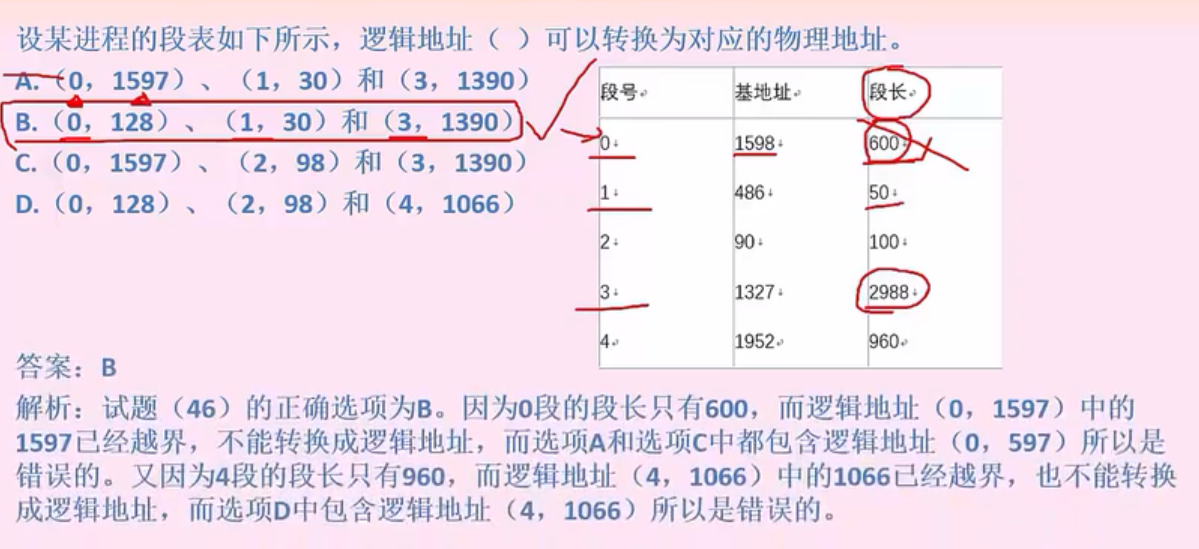 设某进程的段表如下所示，逻辑地址（ ）可以转换为对应的物理地址。
A.（0，1597）、（1，30）和（3，1390）
B.（0，128）、（1，30）和（3，1390）
C.（0，1597）、（2，98）和（3，1390）
D.（0，128）、（2，98）和（4，1066）
段号 基地址 段长
0 1598 600
1 486 50
2 90 100
3 1327 2988
4 1952 960
答案：B
解析：试题（46）的正确选项为B。因为0段的段长只有600，而逻辑地址（0，1597）中的
1597已经越界，不能转换成逻辑地址，而选项A和选项C中都包含逻辑地址（0，597）所以是
错误的。又因为4段的段长只有960，而逻辑地址（4，1066）中的1066已经越界，也不能转换
成逻辑地址，而选项D中包含逻辑地址（4，1066）所以是错误的。